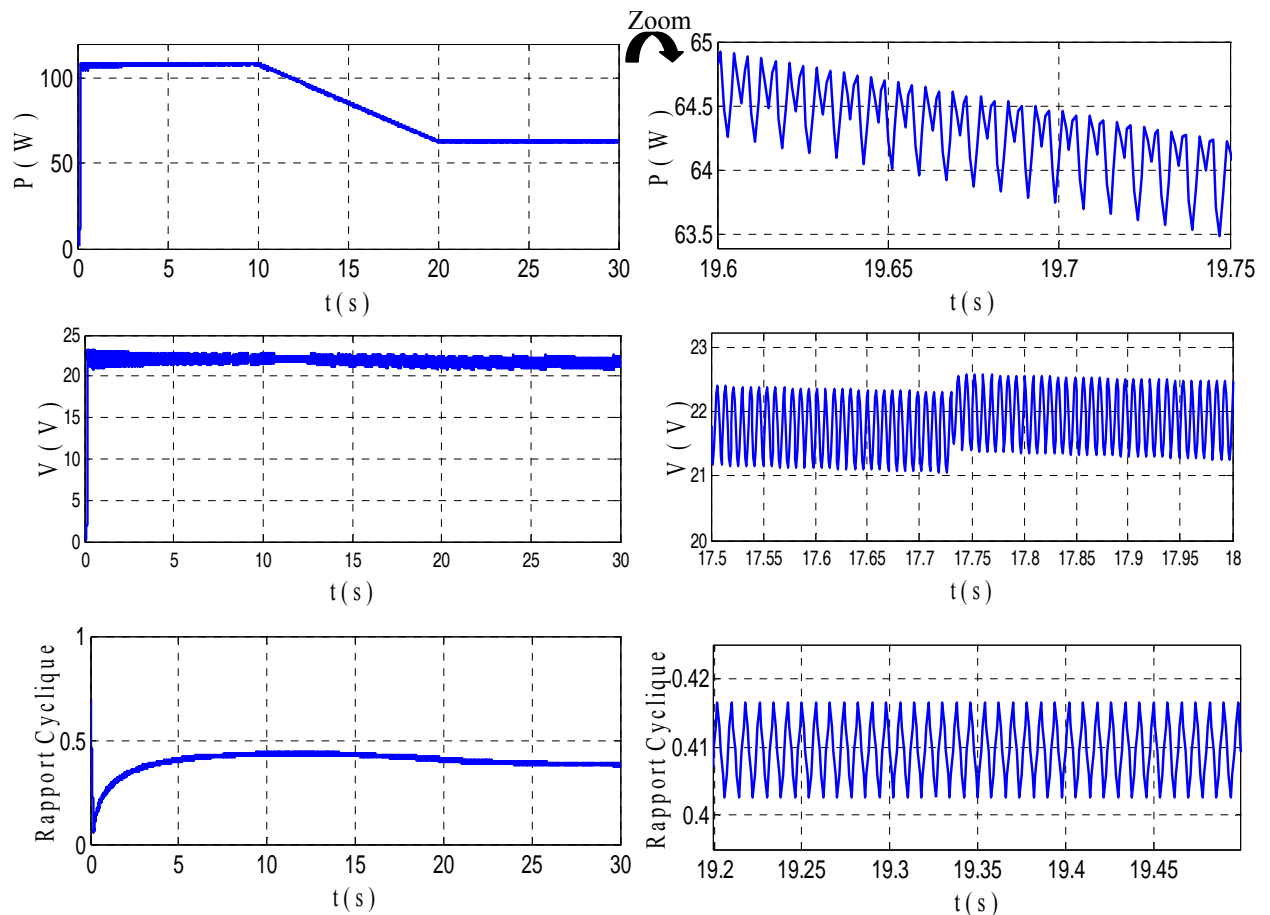 Zoom
100
50
0
P ( W )
0 5 10 15 20 25 30
t ( s )
65
64.5
64
63.5
P ( W )
19.6 19.65 19.7 19.75
t ( s )
25
20
15
10
5
0
V ( V )
0 5 10 15 20 25 30
t ( s )
23
22
21
20
V ( V )
17.5 17.55 17.6 17.65 17.7 17.75 17.8 17.85 17.9 17.95 18
t ( s )
1
0.5
0
Rapport Cyclique
0 5 10 15 20 25 30
t ( s )
0.42
0.41
0.4
Rapport Cyclique
19.2 19.25 19.3 19.35 19.4 19.45
t ( s )